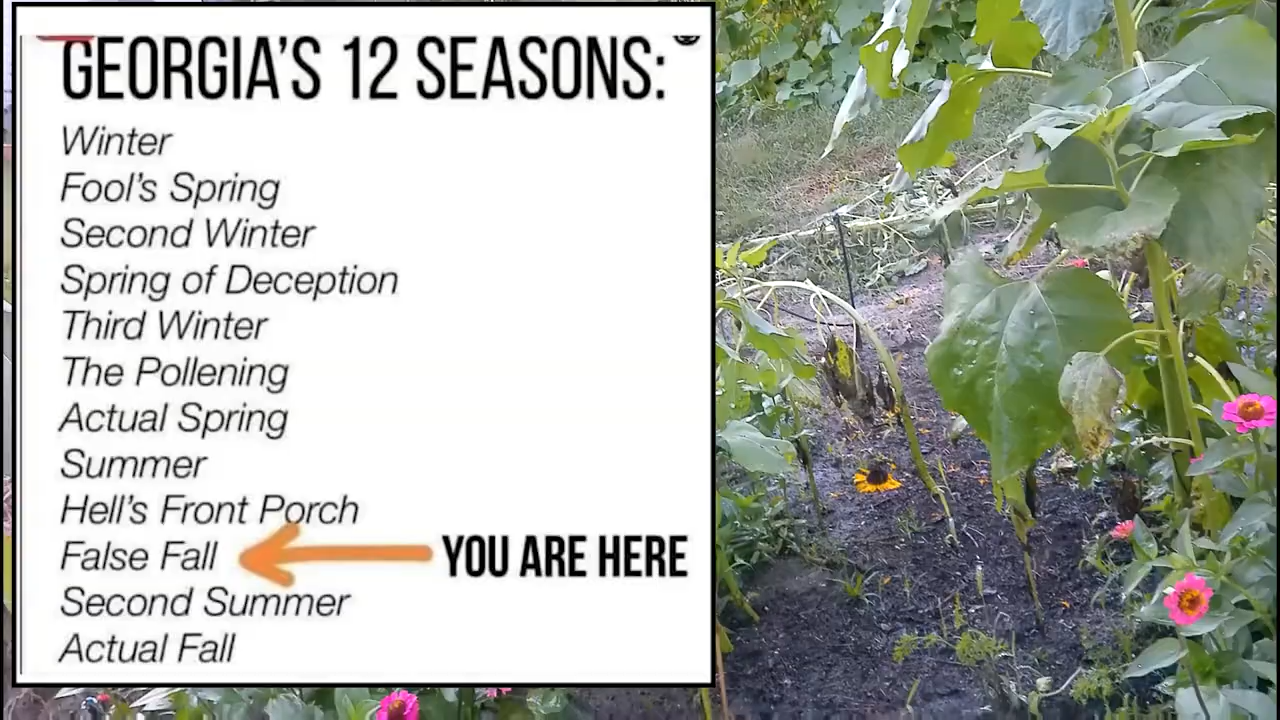 GEORGIA'S 12 SEASONS:
Winter
Fool's Spring
Second Winter
Spring of Deception
Third Winter
The Pollening
Actual Spring
Summer
Hell's Front Porch
False Fall
YOU ARE HERE
Second Summer
Actual Fall